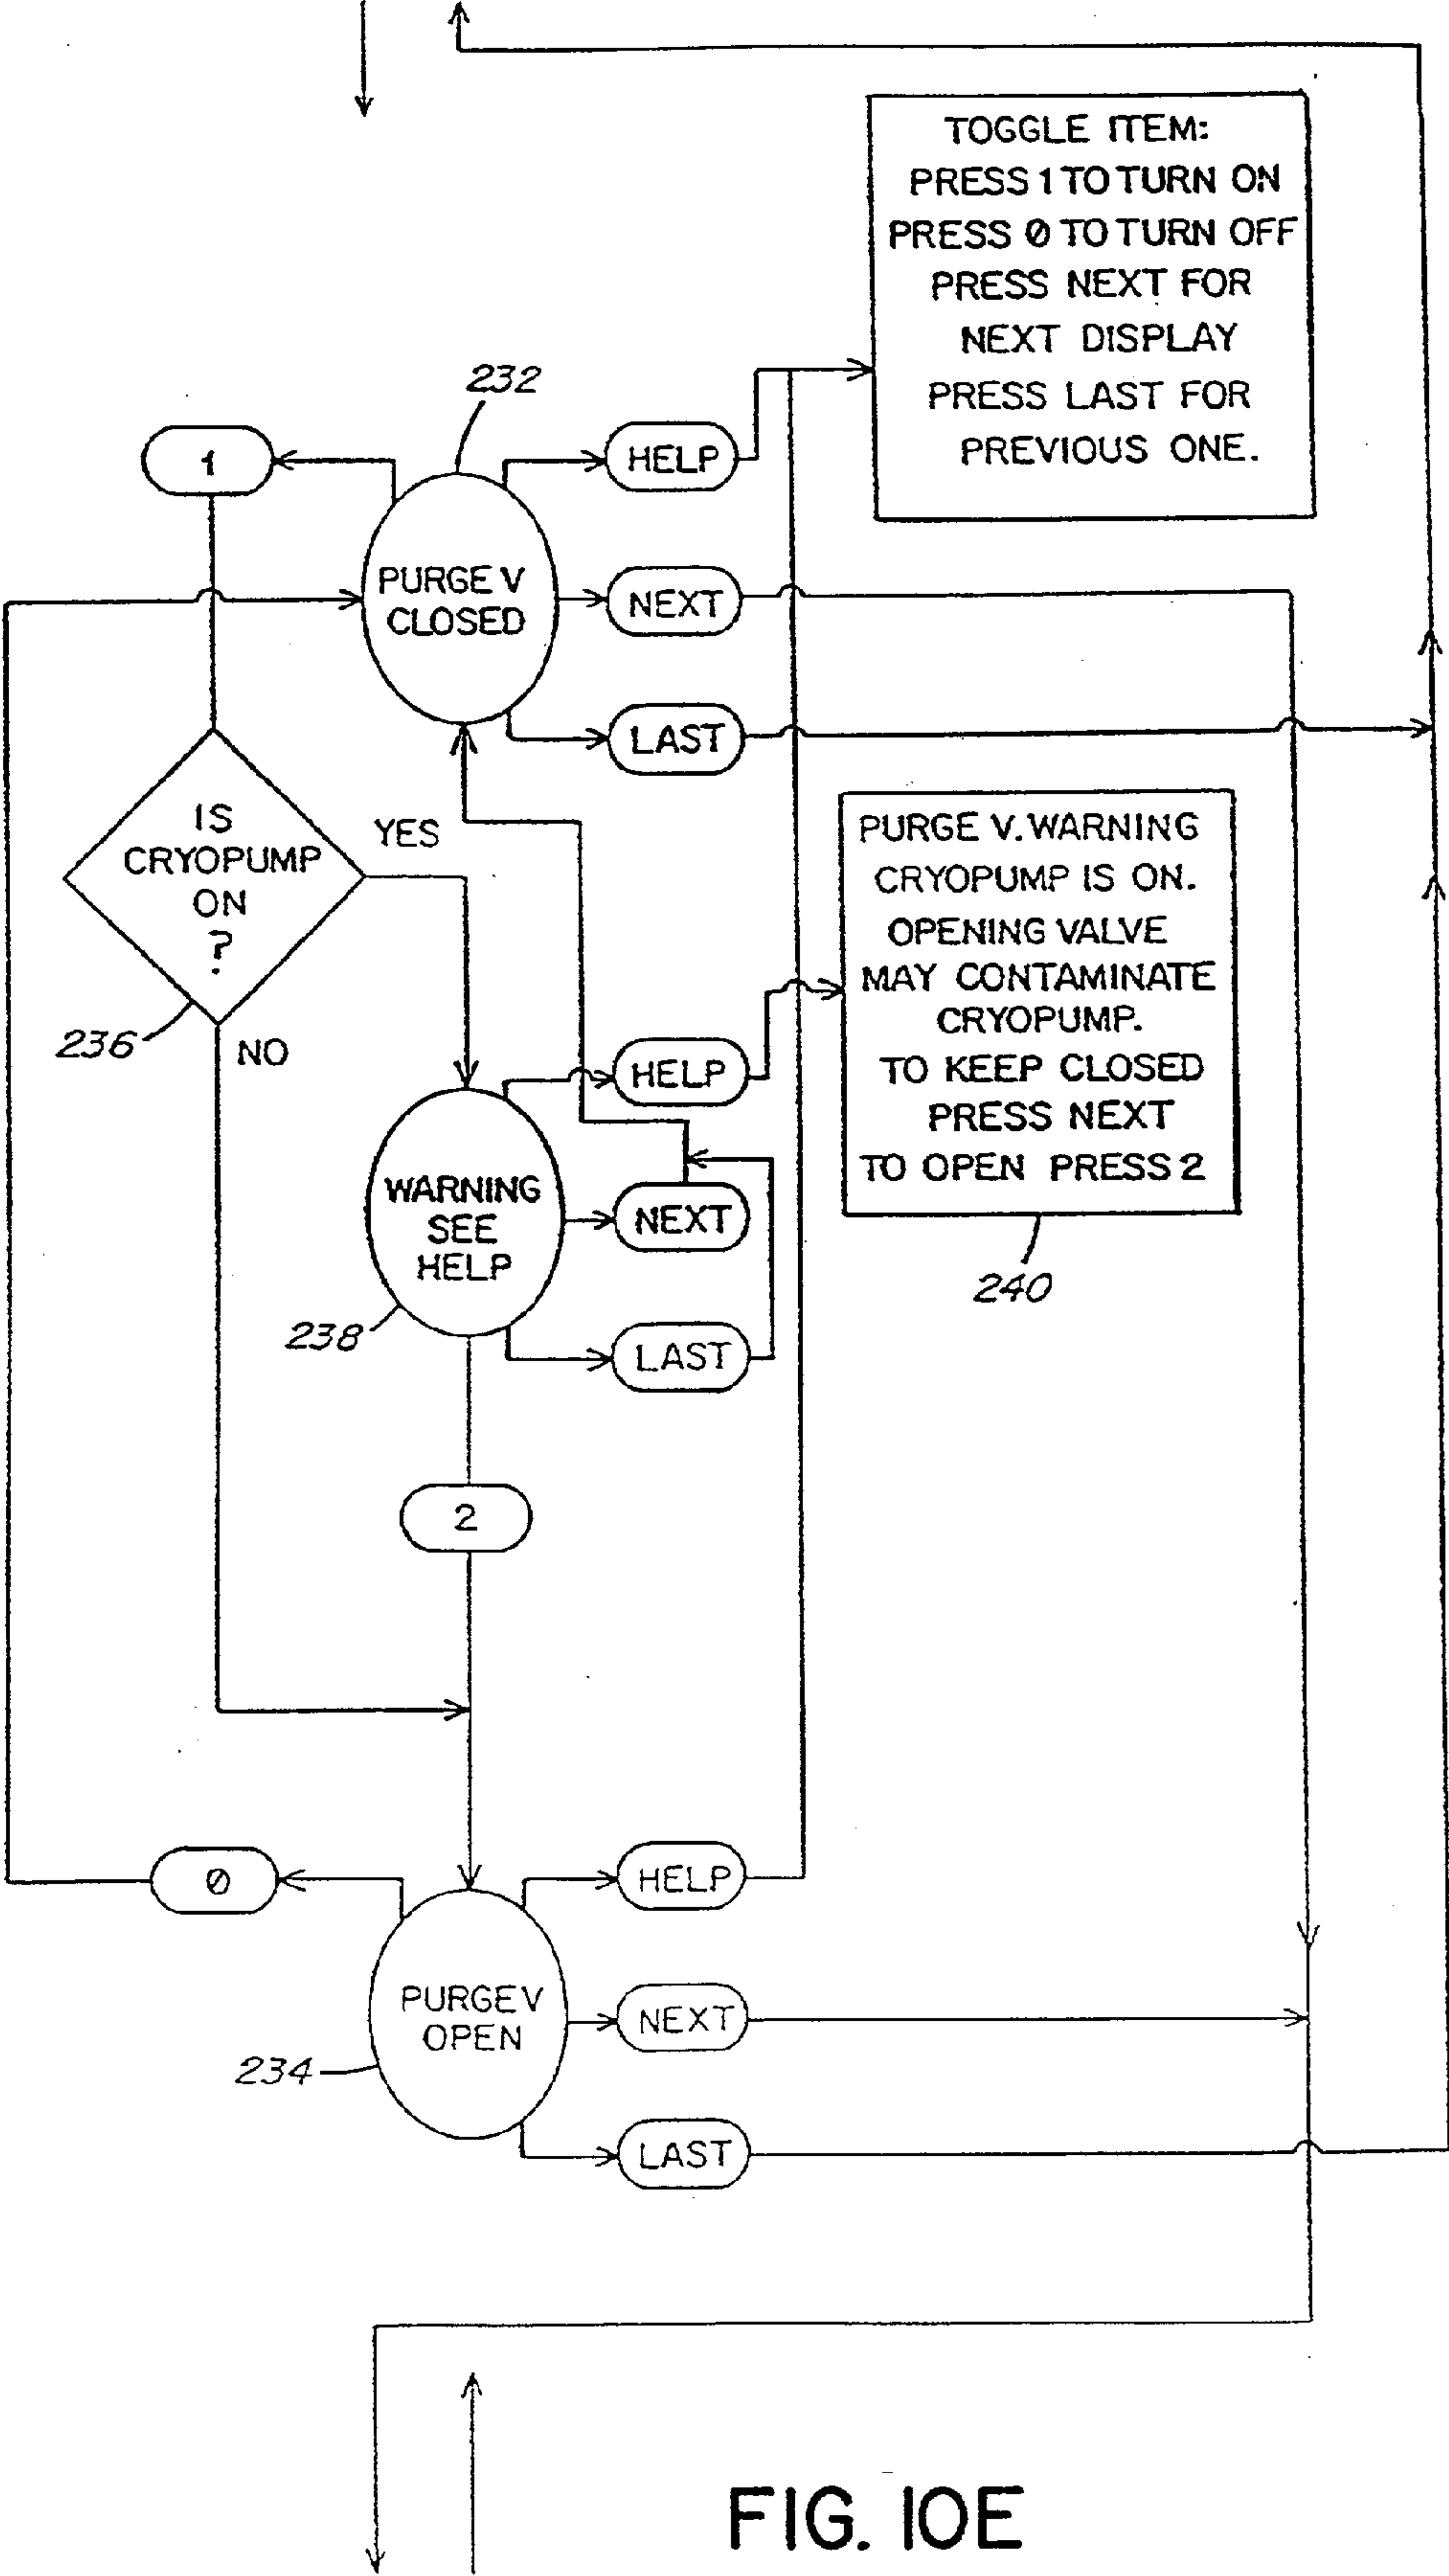 TOGGLE ITEM:
PRESS 1 TO TURN ON
PRESS 0 TO TURN OFF
PRESS NEXT FOR
NEXT DISPLAY
PRESS LAST FOR
PREVIOUS ONE.
232
1
HELP
PURGE V
CLOSED
NEXT
LAST
IS
CRYOPUMP
ON
?
YES
236
NO
PURGE V. WARNING
CRYOPUMP IS ON.
OPENING VALVE
MAY CONTAMINATE
CRYOPUMP.
TO KEEP CLOSED
PRESS NEXT
TO OPEN PRESS 2
240
HELP
WARNING
SEE
HELP
NEXT
238
LAST
2
0
HELP
PURGE V
OPEN
NEXT
234
LAST
FIG. 10E